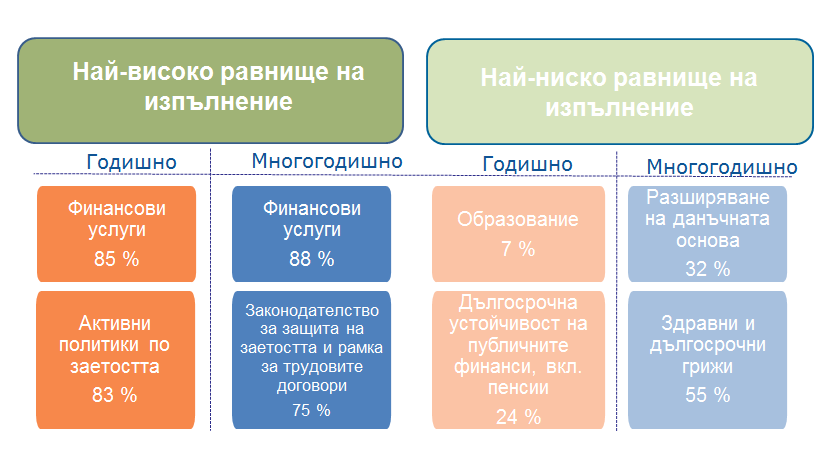 Най-високо равнище на
изпълнение
Най-ниско равнище на
изпълнение
Годишно
Многогодишно
Годишно
Многогодишно
Финансови
услуги
85 %
Финансови
услуги
88 %
Образование
7 %
Разширяване
на данъчната
основа
32 %
Активни
политики по
заетостта
83 %
Законодателство
за защита на
заетостта и рамка
за трудовите
договори
75 %
Дългосрочна
устойчивост на
публичните
финанси, вкл.
пенсии
24 %
Здравни и
дългосрочни
грижи
55 %